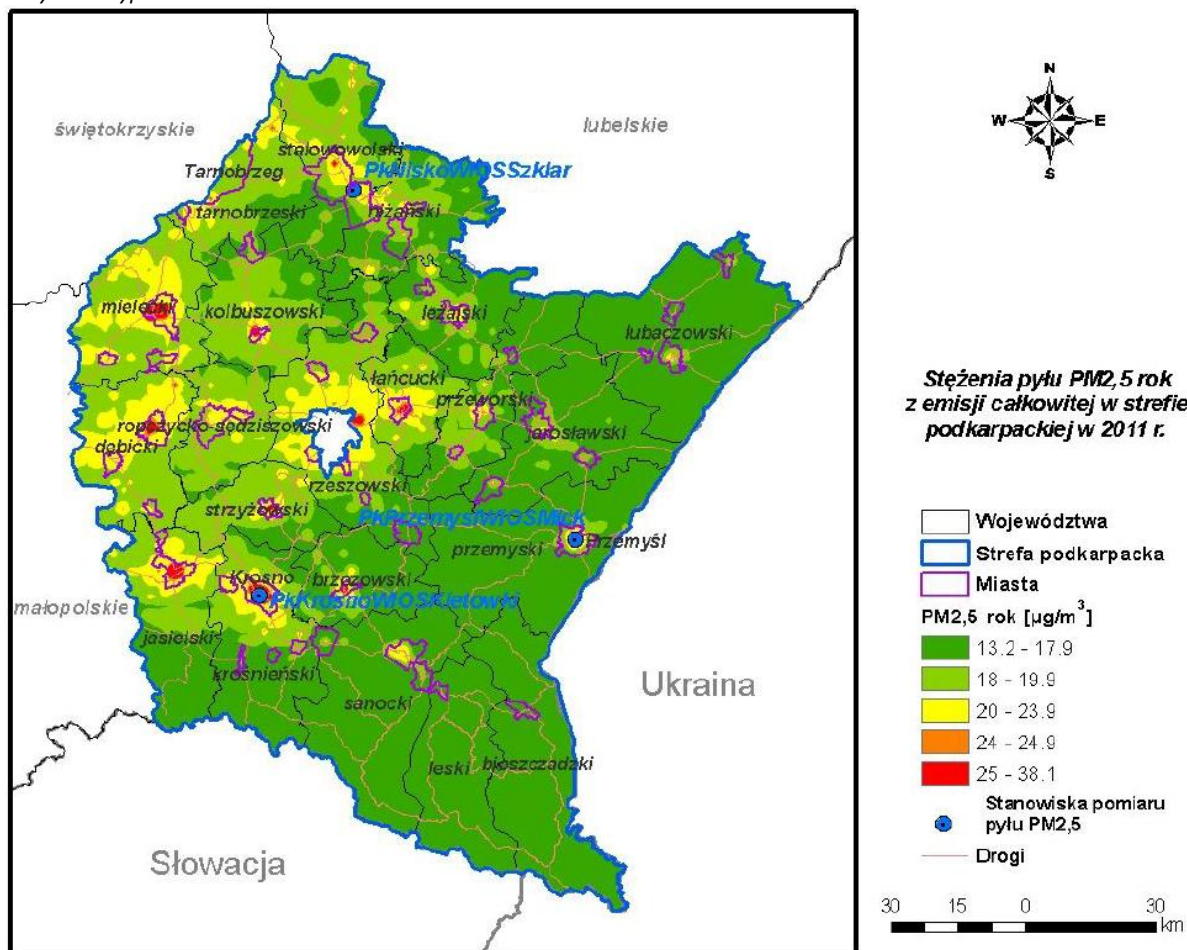 świętokrzyskie
lubelskie
stalowowolski
Tarnobrzeg
PkNiskoWIOSSzklar
tarnobrzeski
niżański
mielecki
kolbuszowski
leżajski
lubaczowski
łańcucki
przeworski
ropczycko-sędziszowski
jarosławski
dębicki
rzeszowski
strzyżowski
PkPrzemyslWIOSMick
przemyski
Przemyśl
Krosno
brzozowski
PkKrosnoWIOSKletowki
małopolskie
jasielski
krośnieński
sanocki
Ukraina
leski
bieszczadzki
Słowacja
N
W
E
S
Stężenia pyłu PM2,5 rok
z emisji całkowitej w strefie
podkarpackiej w 2011 r.
Województwa
Strefa podkarpacka
Miasta
PM2,5 rok [µg/m³]
13.2 - 17.9
18 - 19.9
20 - 23.9
24 - 24.9
25 - 38.1
Stanowiska pomiaru
pyłu PM2,5
Drogi
30 15 0 30
km